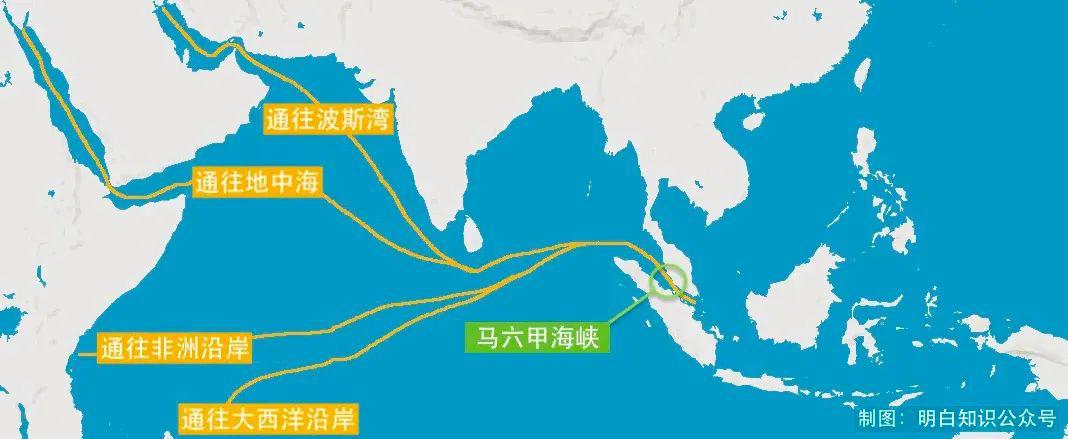 通往波斯湾
通往地中海
马六甲海峡
通往非洲沿岸
通往大西洋沿岸
制图：明白知识公众号